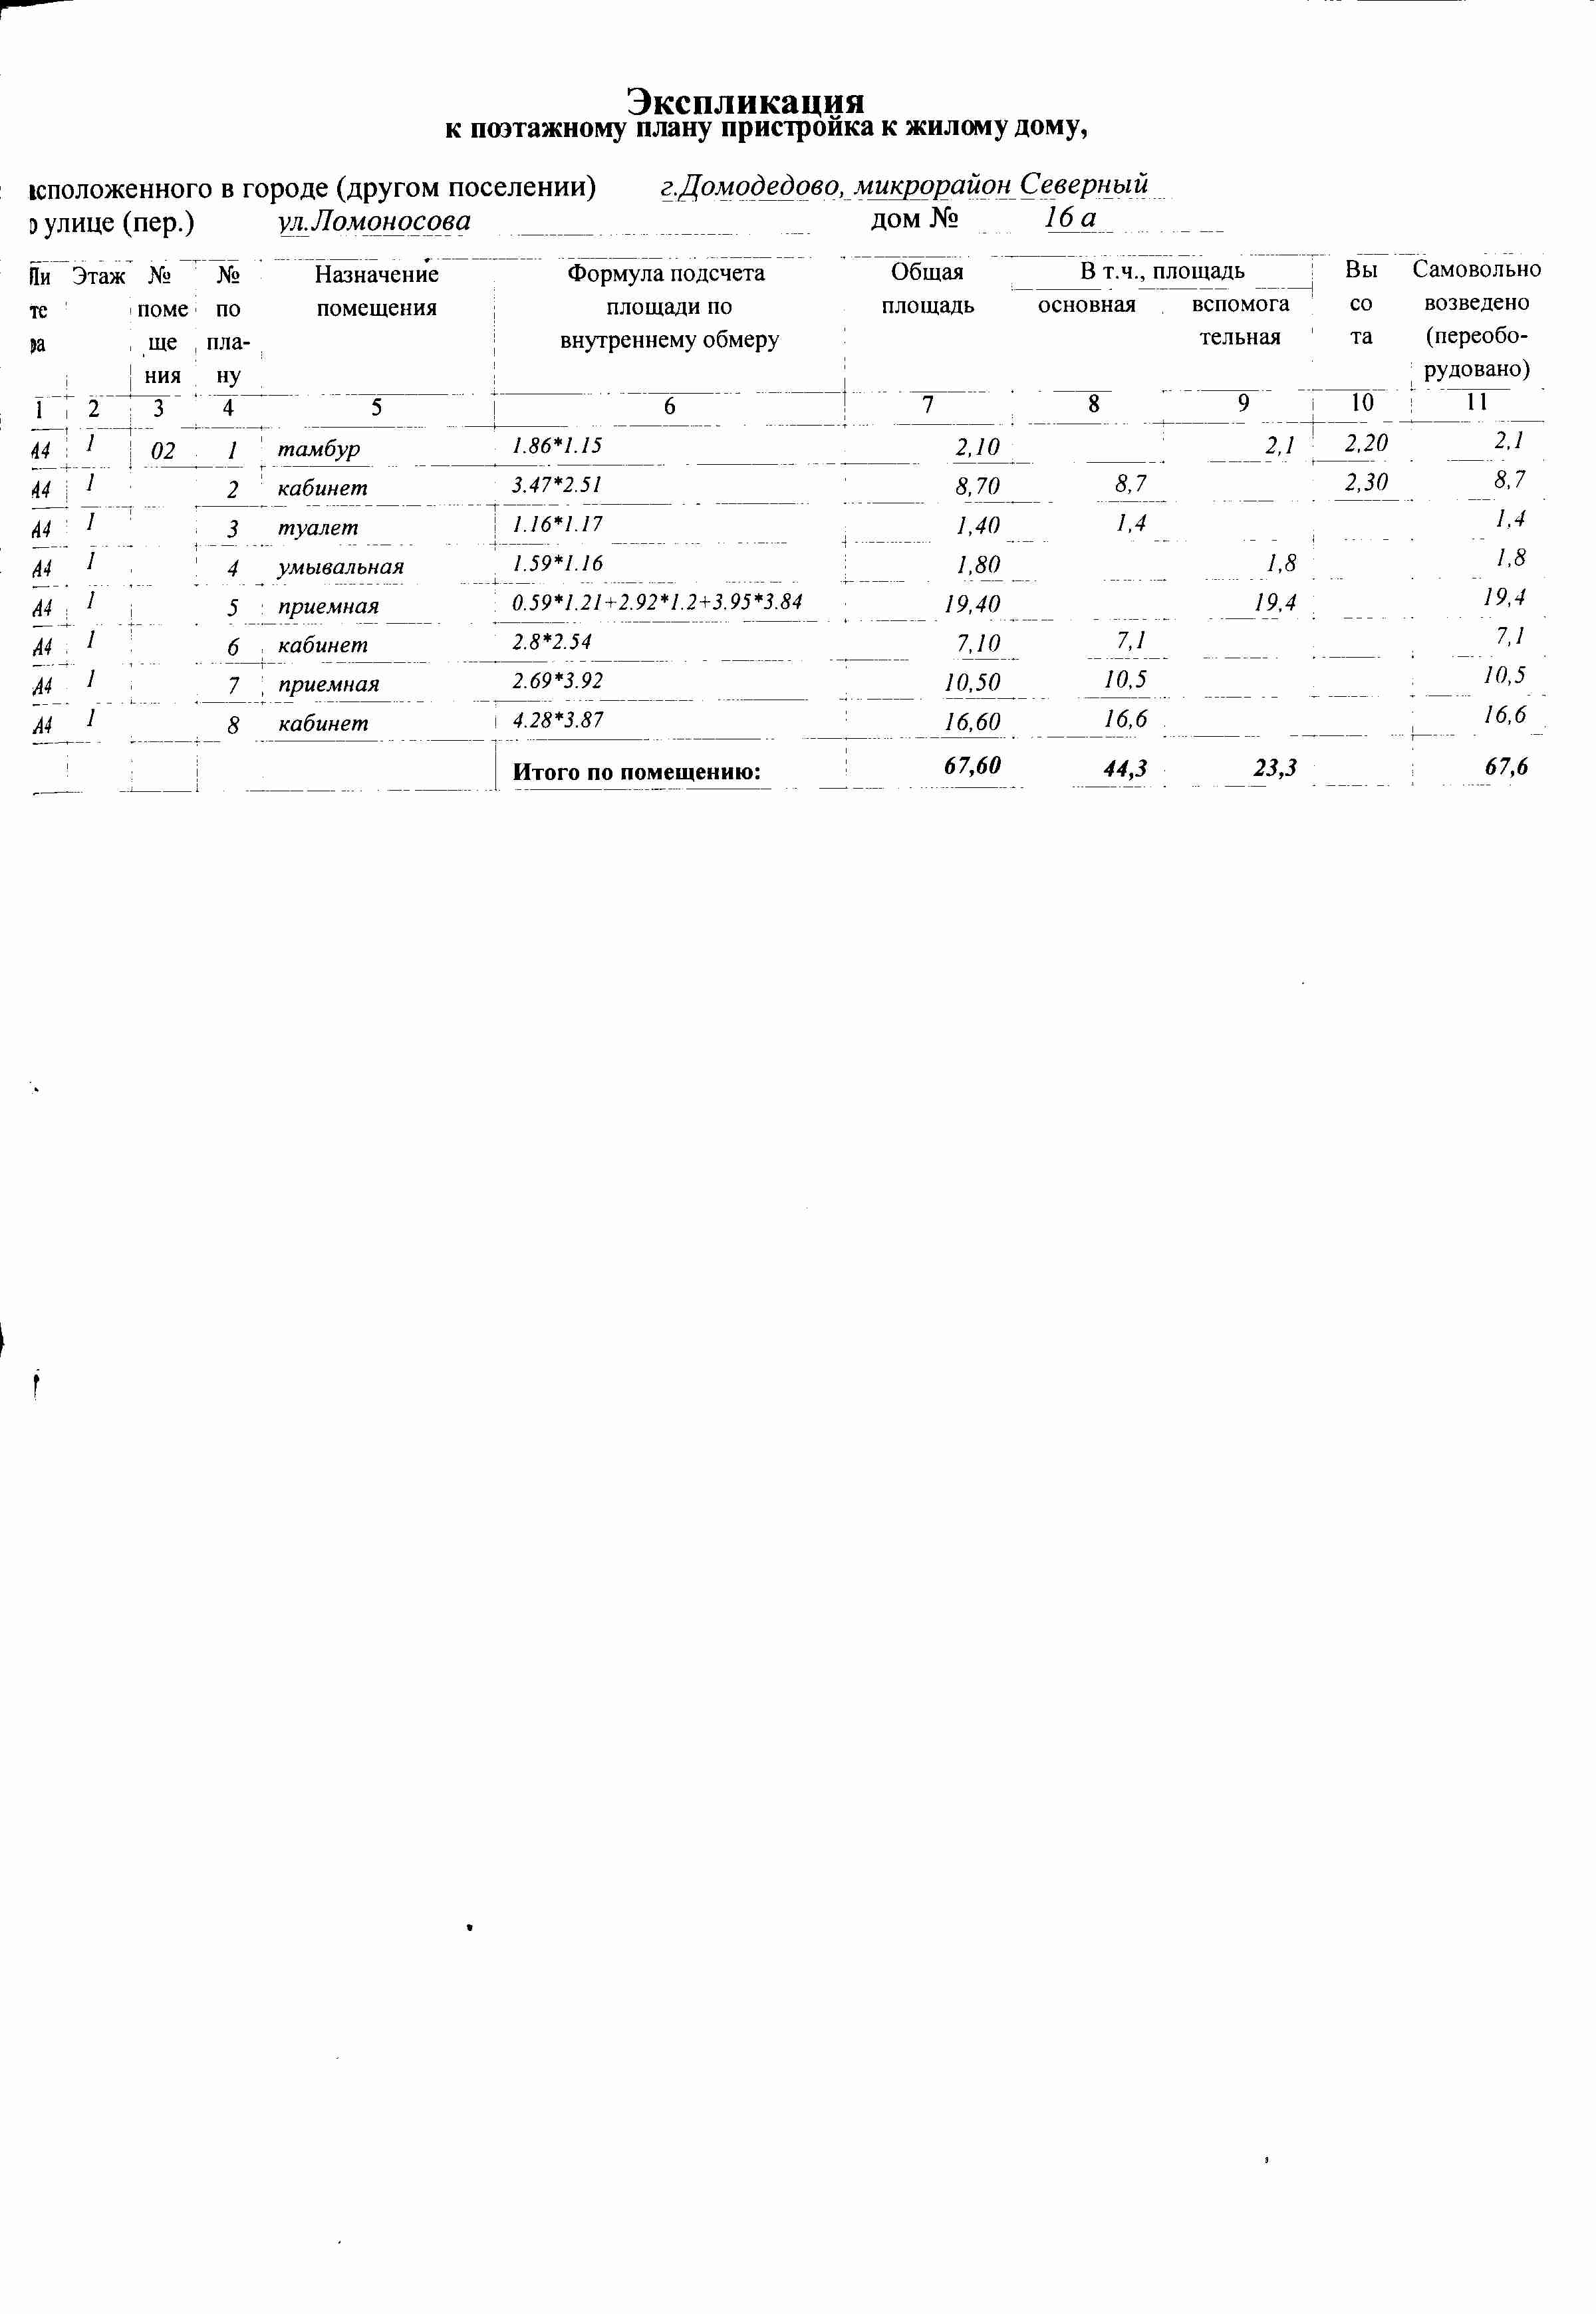 Экспликация
к поэтажному плану пристройка к жилому дому,
асположенного в городе (другом поселении) г.Домодедово, микрорайон Северный
о улице (пер.) ул.Ломоносова дом № 16 а
Ли Этаж № № Назначение Формула подсчета Общая В т.ч., площадь Вы Самовольно
те поме по помещения площади по площадь основная вспомога со возведено
ра ще пла- внутреннему обмеру тельная та (переобо-
ния ну рудовано)
1 2 3 4 5 6 7 8 9 10 11
А4 1 02 1 тамбур 1.86*1.15 2,10 2,1 2,20 2,1
А4 1 2 кабинет 3.47*2.51 8,70 8,7 2,30 8,7
А4 1 3 туалет 1.16*1.17 1,40 1,4 1,4
А4 1 4 умывальная 1.59*1.16 1,80 1,8 1,8
А4 1 5 приемная 0.59*1.21+2.92*1.2+3.95*3.84 19,40 19,4 19,4
А4 1 6 кабинет 2.8*2.54 7,10 7,1 7,1
А4 1 7 приемная 2.69*3.92 10,50 10,5 10,5
А4 1 8 кабинет 4.28*3.87 16,60 16,6 16,6
Итого по помещению: 67,60 44,3 23,3 67,6